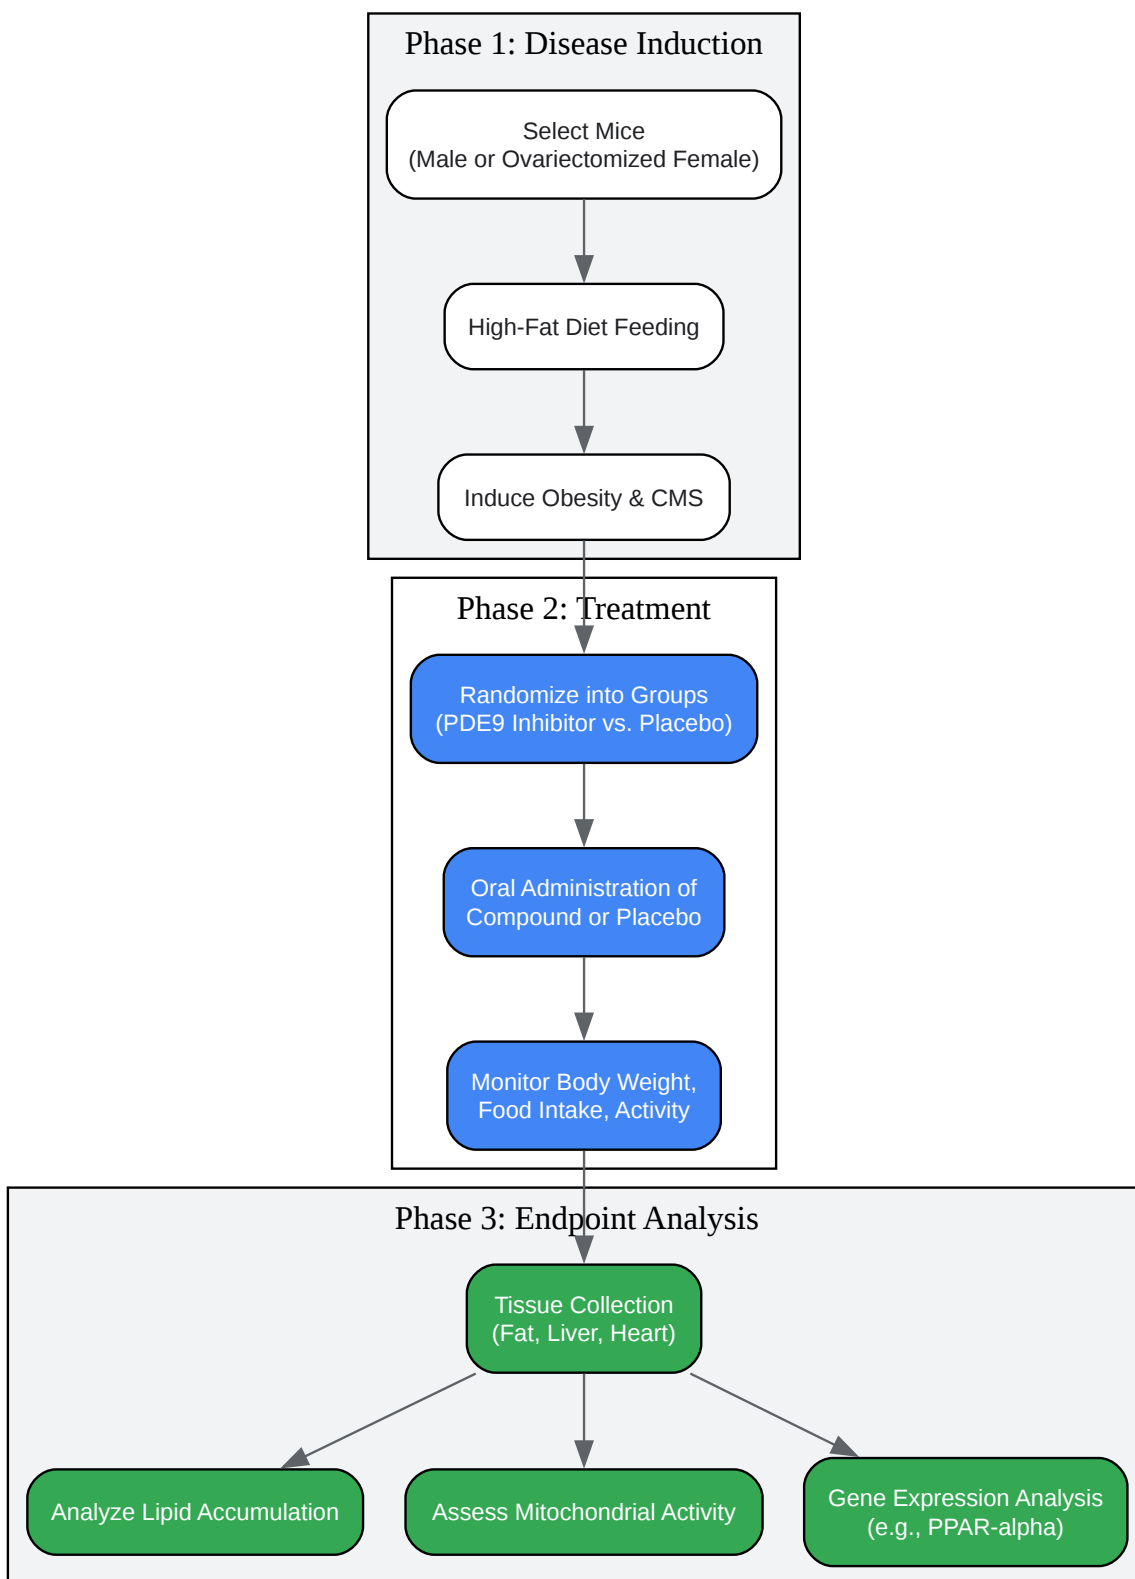 Phase 1: Disease Induction
Select Mice
(Male or Ovariectomized Female)
High-Fat Diet Feeding
Induce Obesity & CMS
Phase 2: Treatment
Randomize into Groups
(PDE9 Inhibitor vs. Placebo)
Oral Administration of
Compound or Placebo
Monitor Body Weight,
Food Intake, Activity
Phase 3: Endpoint Analysis
Tissue Collection
(Fat, Liver, Heart)
Analyze Lipid Accumulation
Assess Mitochondrial Activity
Gene Expression Analysis
(e.g., PPAR-alpha)